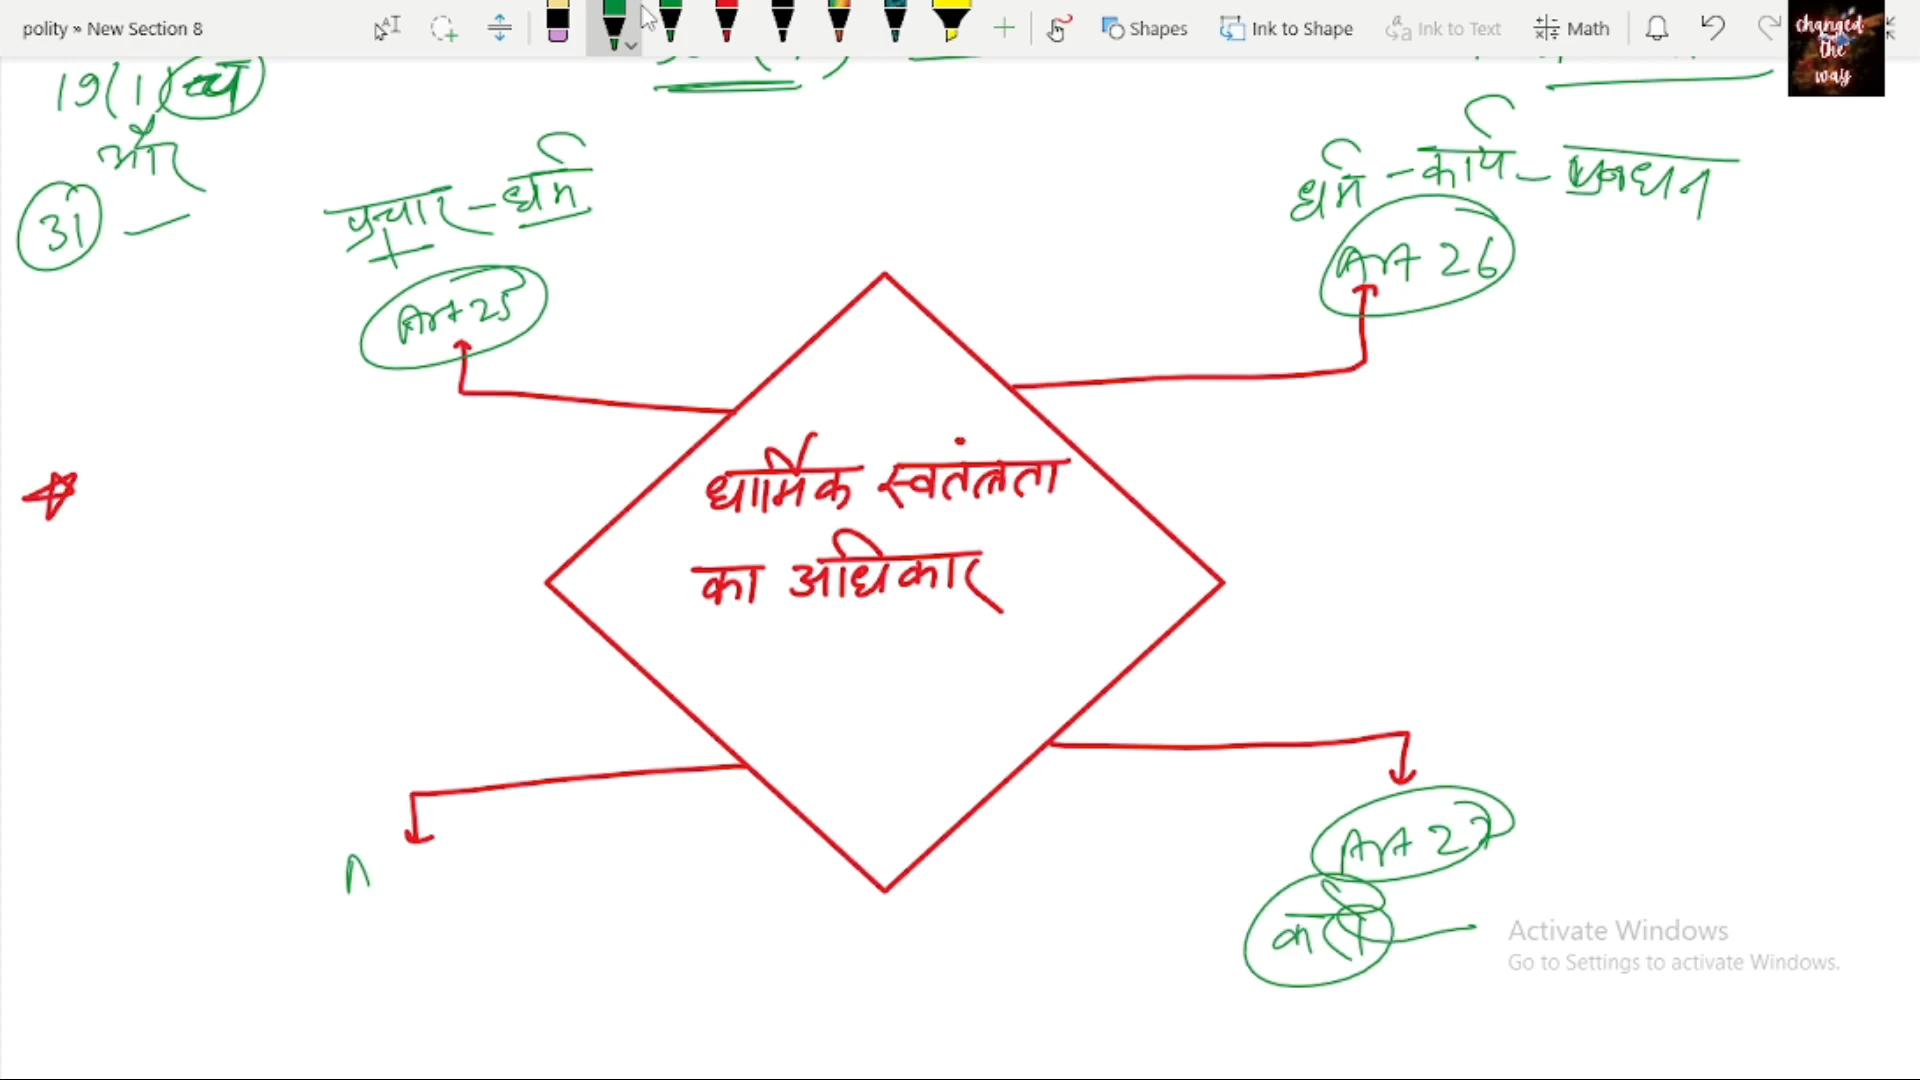 polity » New Section 8
Shapes
Ink to Shape
Ink to Text
Math
changed
the
way
19(1)
और
31
प्रचार - धर्म
Art 25
धर्म - कार्य - प्रबंधन
Art 26
धार्मिक स्वतंत्रता
का अधिकार
Art 27
करो
Activate Windows
Go to Settings to activate Windows.